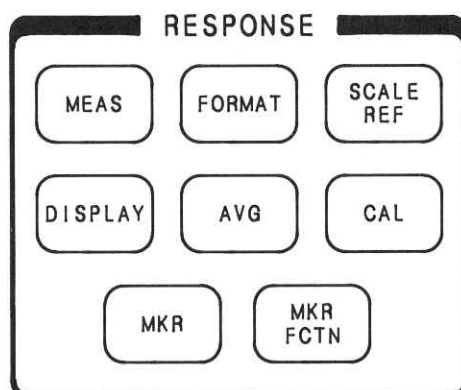 RESPONSE
MEAS
FORMAT
SCALE
REF
DISPLAY
AVG
CAL
MKR
MKR
FCTN